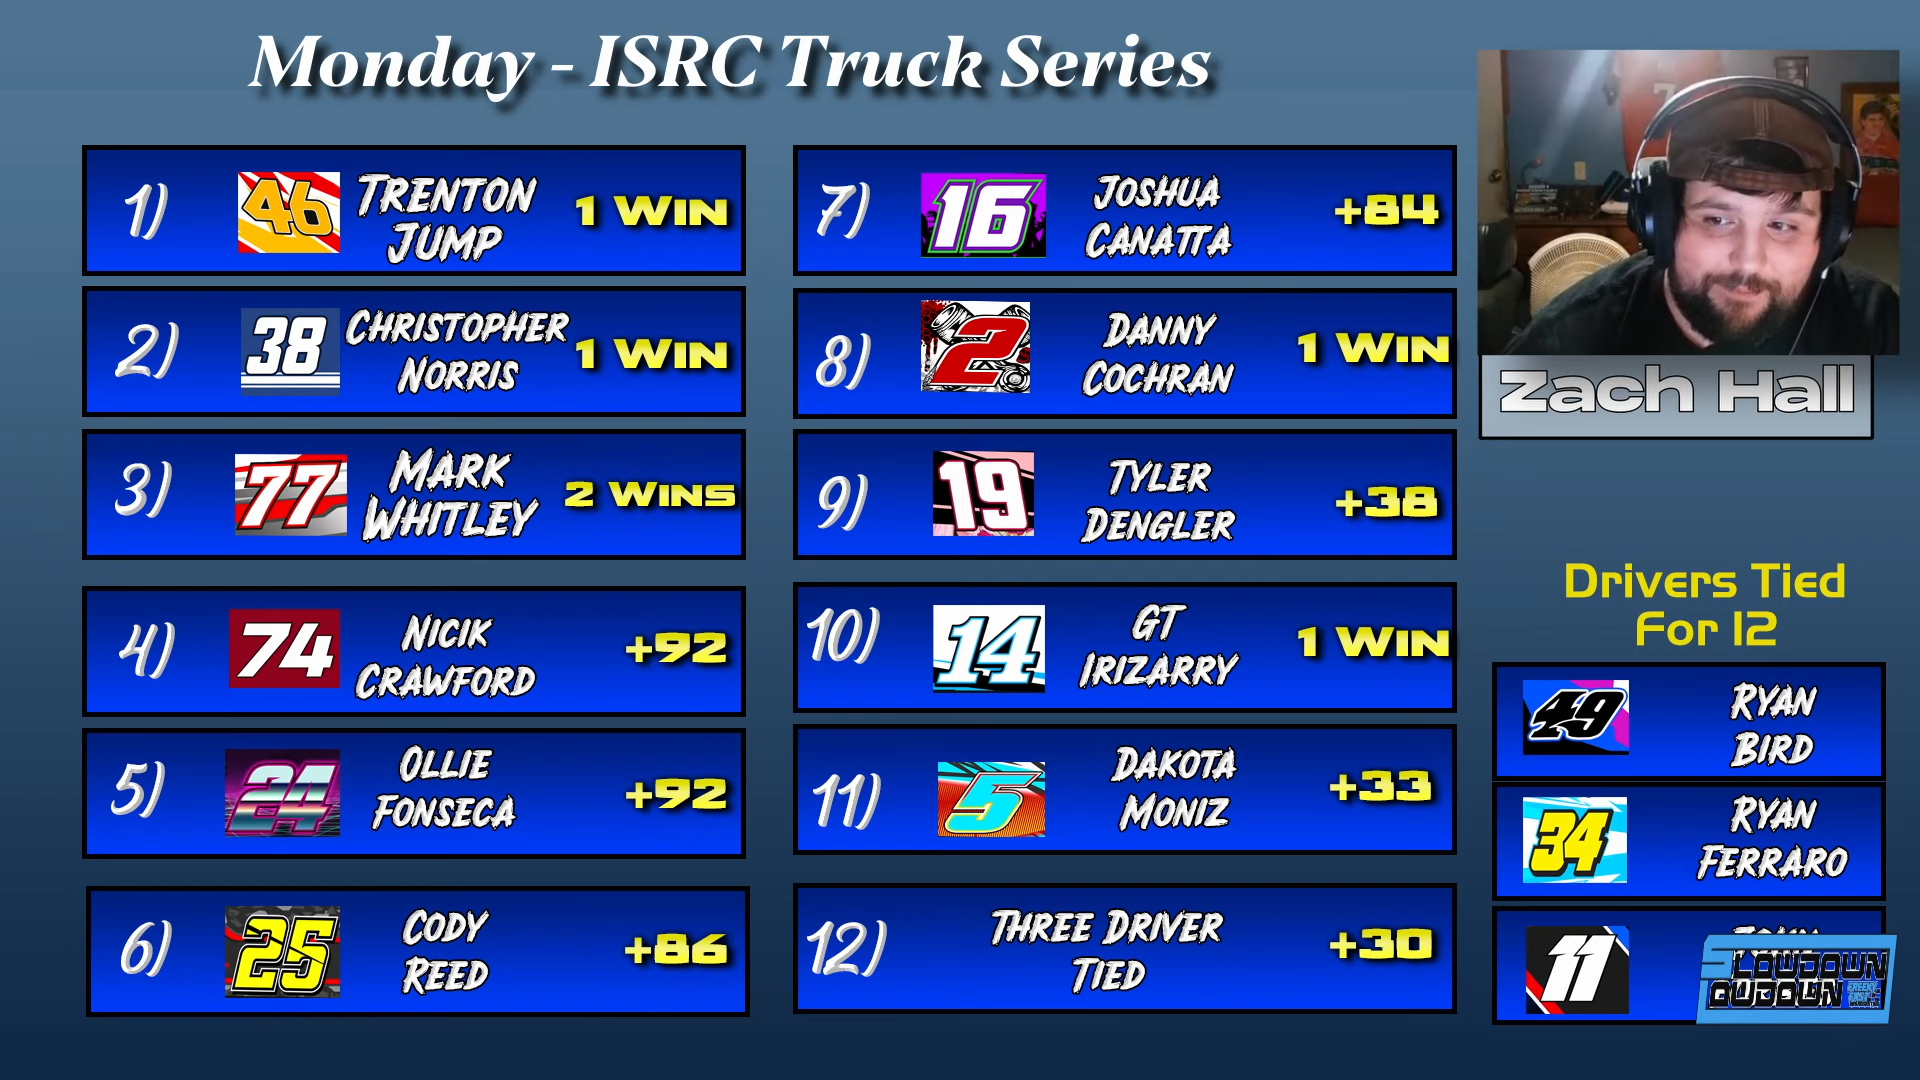 Monday - ISRC Truck Series
1)
46
Trenton
Jump
1 Win
2)
38
Christopher
Norris
1 Win
3)
77
Mark
Whitley
2 Wins
4)
74
Nicik
Crawford
+92
5)
24
Ollie
Fonseca
+92
6)
25
Cody
Reed
+86
7)
16
Joshua
Canatta
+84
8)
2
Danny
Cochran
1 Win
9)
19
Tyler
Dengler
+38
10)
14
GT
Irizarry
1 Win
11)
5
Dakota
Moniz
+33
12)
Three Driver
Tied
+30
Zach Hall
Drivers Tied
For 12
49
Ryan
Bird
34
Ryan
Ferraro
11